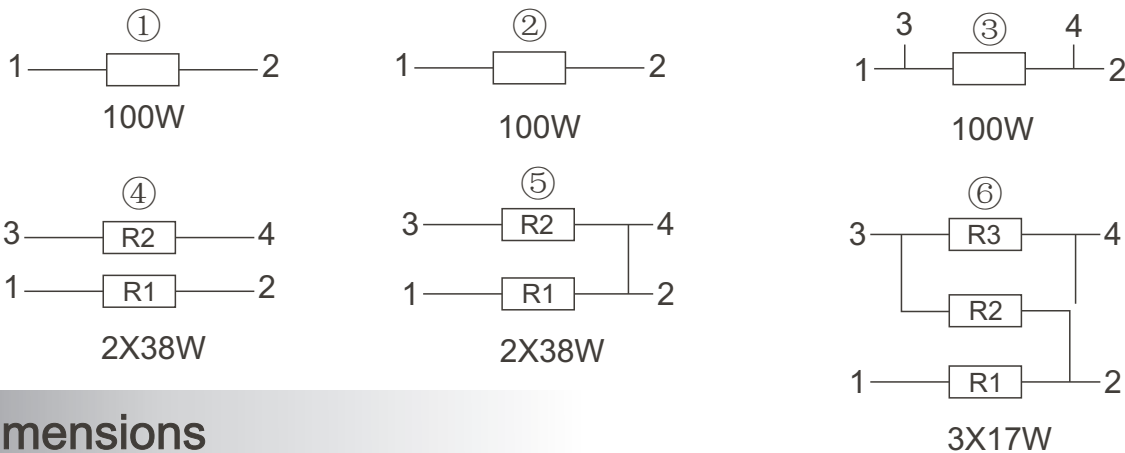 ① ② 3 ③ 4
1 2 1 2 1 2
100W 100W 100W
④ ⑤ ⑥
3 R2 4 3 R2 4 3 R3 4
R2
1 R1 2 1 R1 2 1 R1 2
2X38W 2X38W
3X17W
mensions